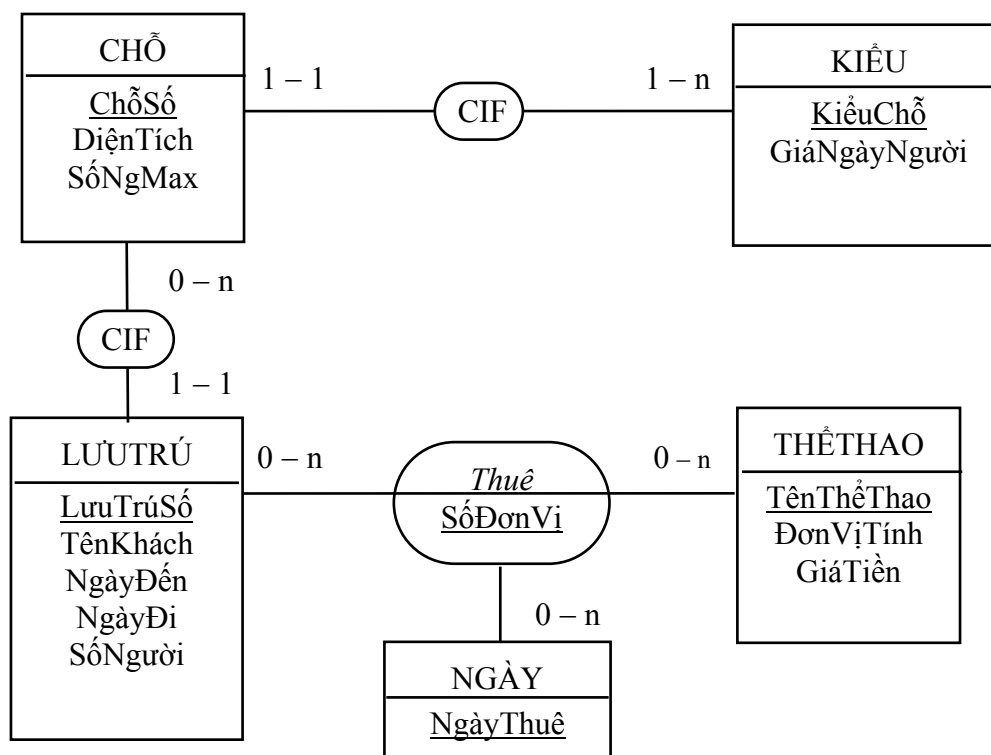 CHỖ
ChỗSố
DiệnTích
SốNgMax
1 – 1
CIF
1 – n
KIỂU
KiểuChỗ
GiáNgàyNgười
0 – n
CIF
1 – 1
LƯUTRÚ
LưuTrúSố
TênKhách
NgàyĐến
NgàyĐi
SốNgười
0 – n
Thuê
SốĐơnVị
0 – n
THỂTHAO
TênThểThao
ĐơnVịTính
GiáTiền
0 – n
NGÀY
NgàyThuê